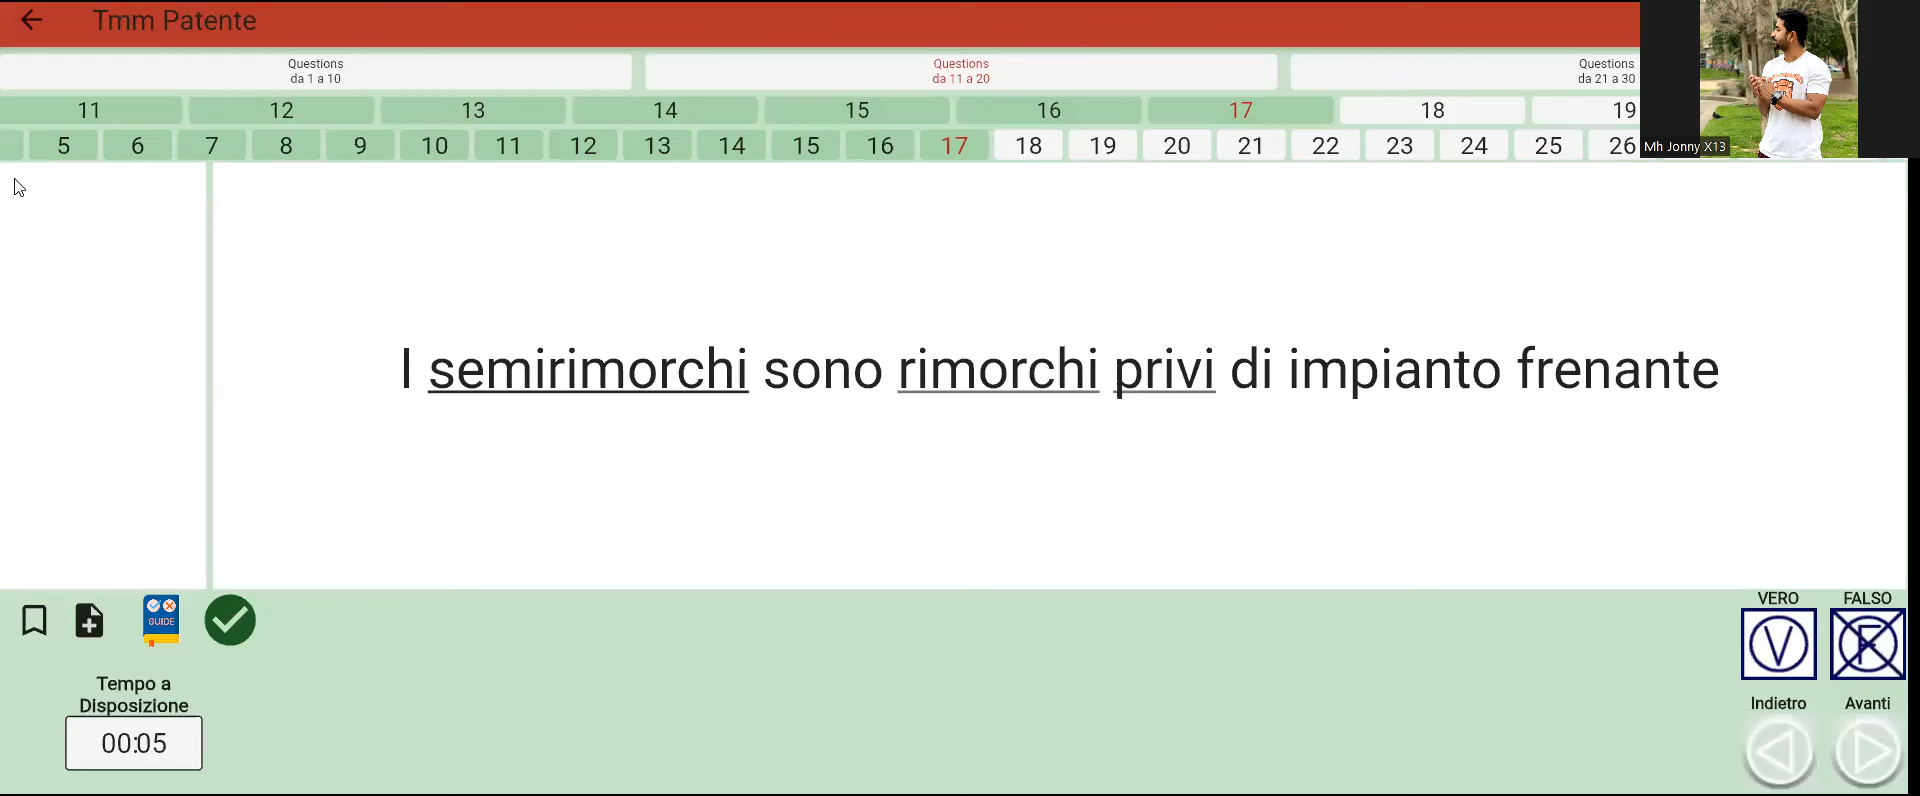 Tmm Patente
Questions
da 1 a 10
Questions
da 11 a 20
Questions
da 21 a 30
11 12 13 14 15 16 17 18 19
5 6 7 8 9 10 11 12 13 14 15 16 17 18 19 20 21 22 23 24 25 26
Mh Jonny X13
I semirimorchi sono rimorchi privi di impianto frenante
GUIDE
VERO FALSO
V F
Tempo a
Disposizione
00:05
Indietro Avanti